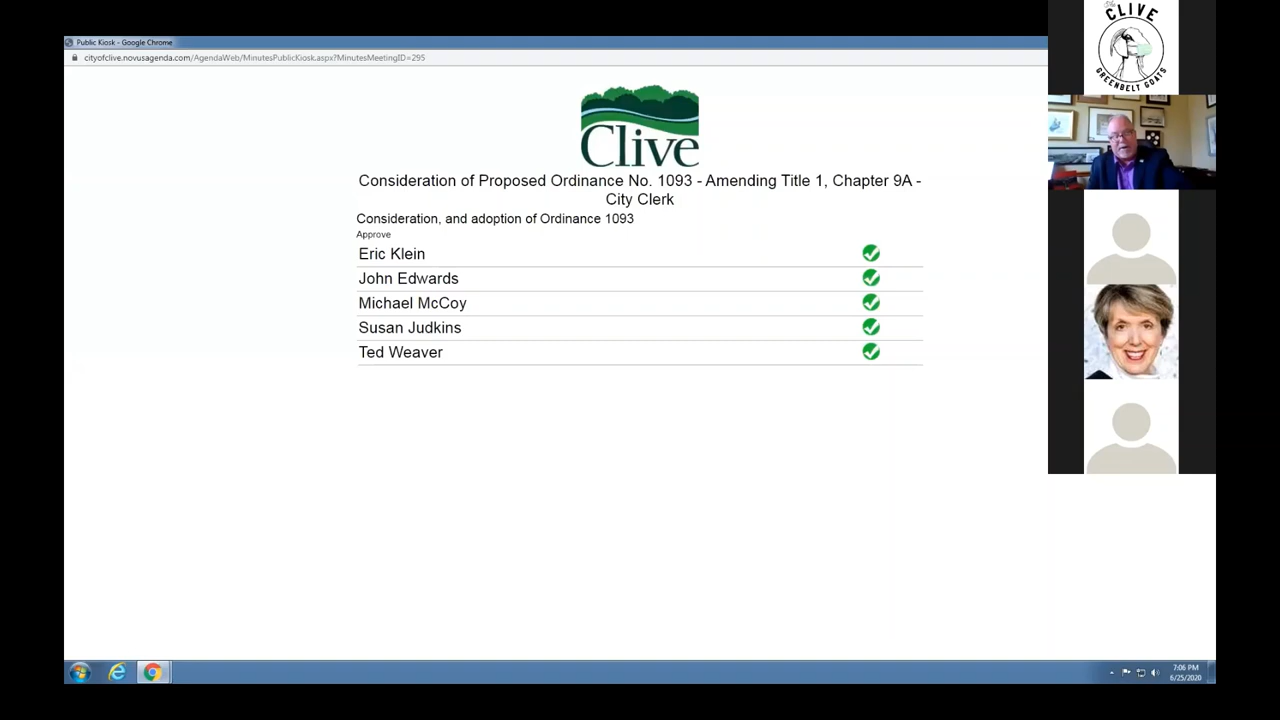 Public Kiosk - Google Chrome
cityofclive.novusagenda.com/AgendaWeb/MinutesPublicKiosk.aspx?MinutesMeetingID=295
The
CLIVE
GREENBELT GOATS
Clive
Consideration of Proposed Ordinance No. 1093 - Amending Title 1, Chapter 9A -
City Clerk
Consideration, and adoption of Ordinance 1093
Approve
Eric Klein
John Edwards
Michael McCoy
Susan Judkins
Ted Weaver
7:06 PM
6/25/2020